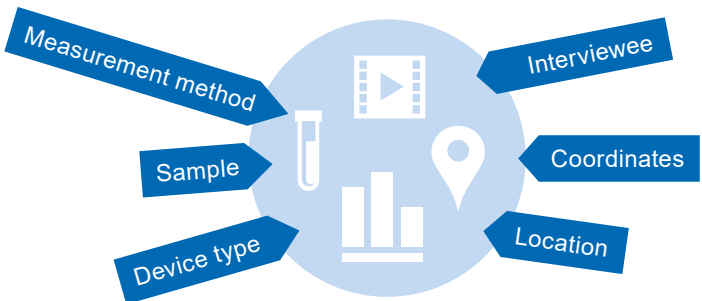 Measurement method
Interviewee
Sample
Coordinates
Device type
Location